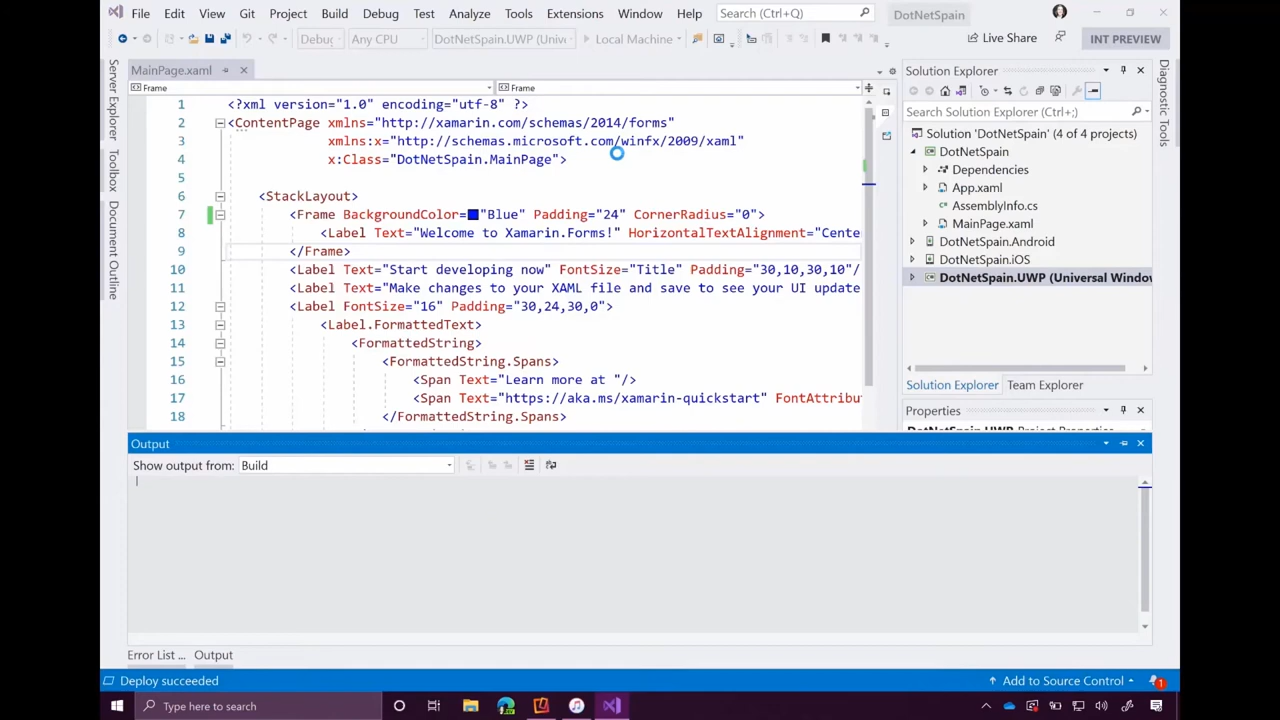 File Edit View Git Project Build Debug Test Analyze Tools Extensions Window Help Search (Ctrl+Q) DotNetSpain
Debug Any CPU DotNetSpain.UWP (Univ Local Machine Live Share INT PREVIEW
Server Explorer
Toolbox
Document Outline
MainPage.xaml
Frame Frame
1 <?xml version="1.0" encoding="utf-8" ?>
2 <ContentPage xmlns="http://xamarin.com/schemas/2014/forms"
3 xmlns:x="http://schemas.microsoft.com/winfx/2009/xaml"
4 x:Class="DotNetSpain.MainPage">
5
6 <StackLayout>
7 <Frame BackgroundColor="Blue" Padding="24" CornerRadius="0">
8 <Label Text="Welcome to Xamarin.Forms!" HorizontalTextAlignment="Cente
9 </Frame>
10 <Label Text="Start developing now" FontSize="Title" Padding="30,10,30,10"/
11 <Label Text="Make changes to your XAML file and save to see your UI update
12 <Label FontSize="16" Padding="30,24,30,0">
13 <Label.FormattedText>
14 <FormattedString>
15 <FormattedString.Spans>
16 <Span Text="Learn more at "/>
17 <Span Text="https://aka.ms/xamarin-quickstart" FontAttribu
18 </FormattedString.Spans>
Solution Explorer
Search Solution Explorer (Ctrl+;)
Solution 'DotNetSpain' (4 of 4 projects)
DotNetSpain
Dependencies
App.xaml
AssemblyInfo.cs
MainPage.xaml
DotNetSpain.Android
DotNetSpain.iOS
DotNetSpain.UWP (Universal Window
Solution Explorer Team Explorer
Properties
DotNetSpain.UWP Project Properties
Diagnostic Tools
Output
Show output from: Build
Error List ... Output
Deploy succeeded Add to Source Control 1
Type here to search